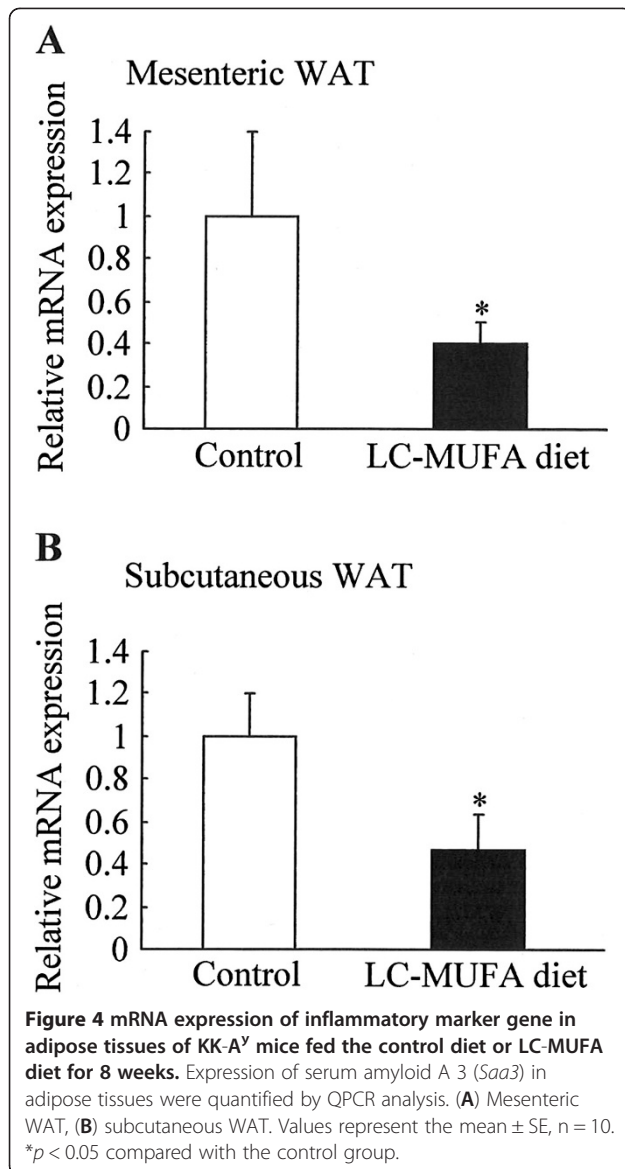 A
Mesenteric WAT
Relative mRNA expression
1.4
1.2
1
0.8
0.6
0.4
0.2
0
*
Control LC-MUFA diet
B
Subcutaneous WAT
Relative mRNA expression
1.4
1.2
1
0.8
0.6
0.4
0.2
0
*
Control LC-MUFA diet
Figure 4 mRNA expression of inflammatory marker gene in
adipose tissues of KK-Aʸ mice fed the control diet or LC-MUFA
diet for 8 weeks. Expression of serum amyloid A 3 (Saa3) in
adipose tissues were quantified by QPCR analysis. (A) Mesenteric
WAT, (B) subcutaneous WAT. Values represent the mean ± SE, n = 10.
*p < 0.05 compared with the control group.